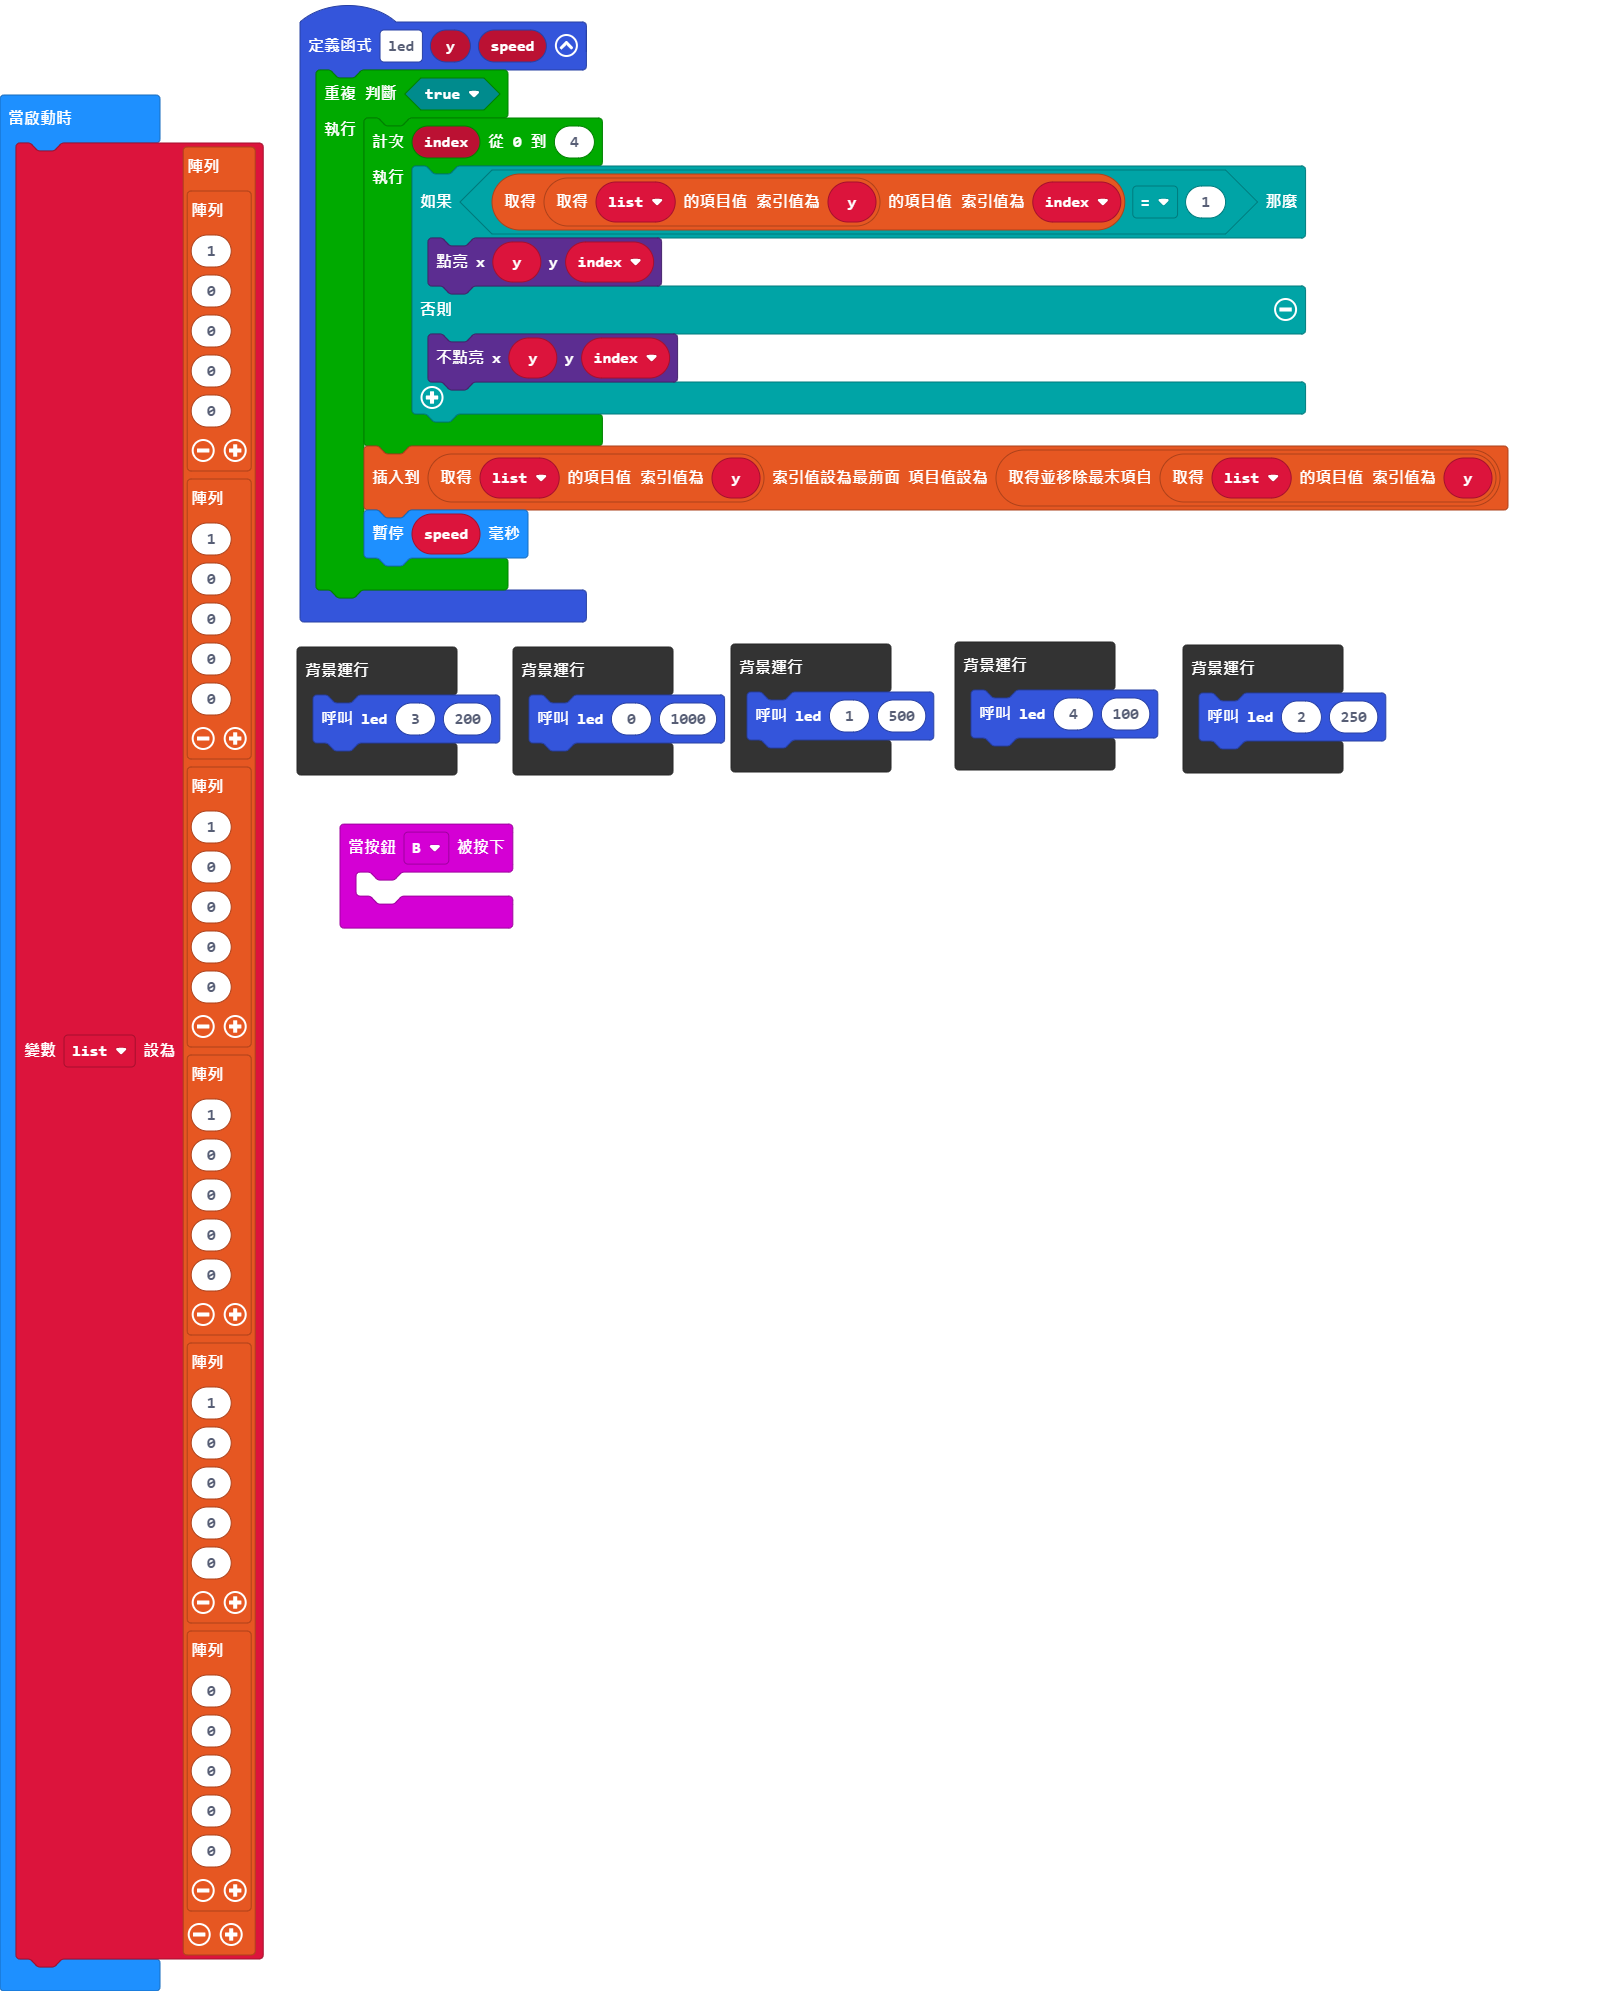 當啟動時
變數 list 設為
陣列
陣列
1
0
0
0
0
陣列
1
0
0
0
0
陣列
1
0
0
0
0
陣列
1
0
0
0
0
陣列
1
0
0
0
0
陣列
0
0
0
0
0
定義函式 led y speed
重複 判斷 true
執行
計次 index 從 0 到 4
執行
如果 取得 取得 list 的項目值 索引值為 y 的項目值 索引值為 index = 1 那麼
點亮 x y y index
否則
不點亮 x y y index
插入到 取得 list 的項目值 索引值為 y 索引值設為最前面 項目值設為 取得並移除最末項自 取得 list 的項目值 索引值為 y
暫停 speed 毫秒
背景運行
呼叫 led 3 200
背景運行
呼叫 led 0 1000
背景運行
呼叫 led 1 500
背景運行
呼叫 led 4 100
背景運行
呼叫 led 2 250
當按鈕 B 被按下